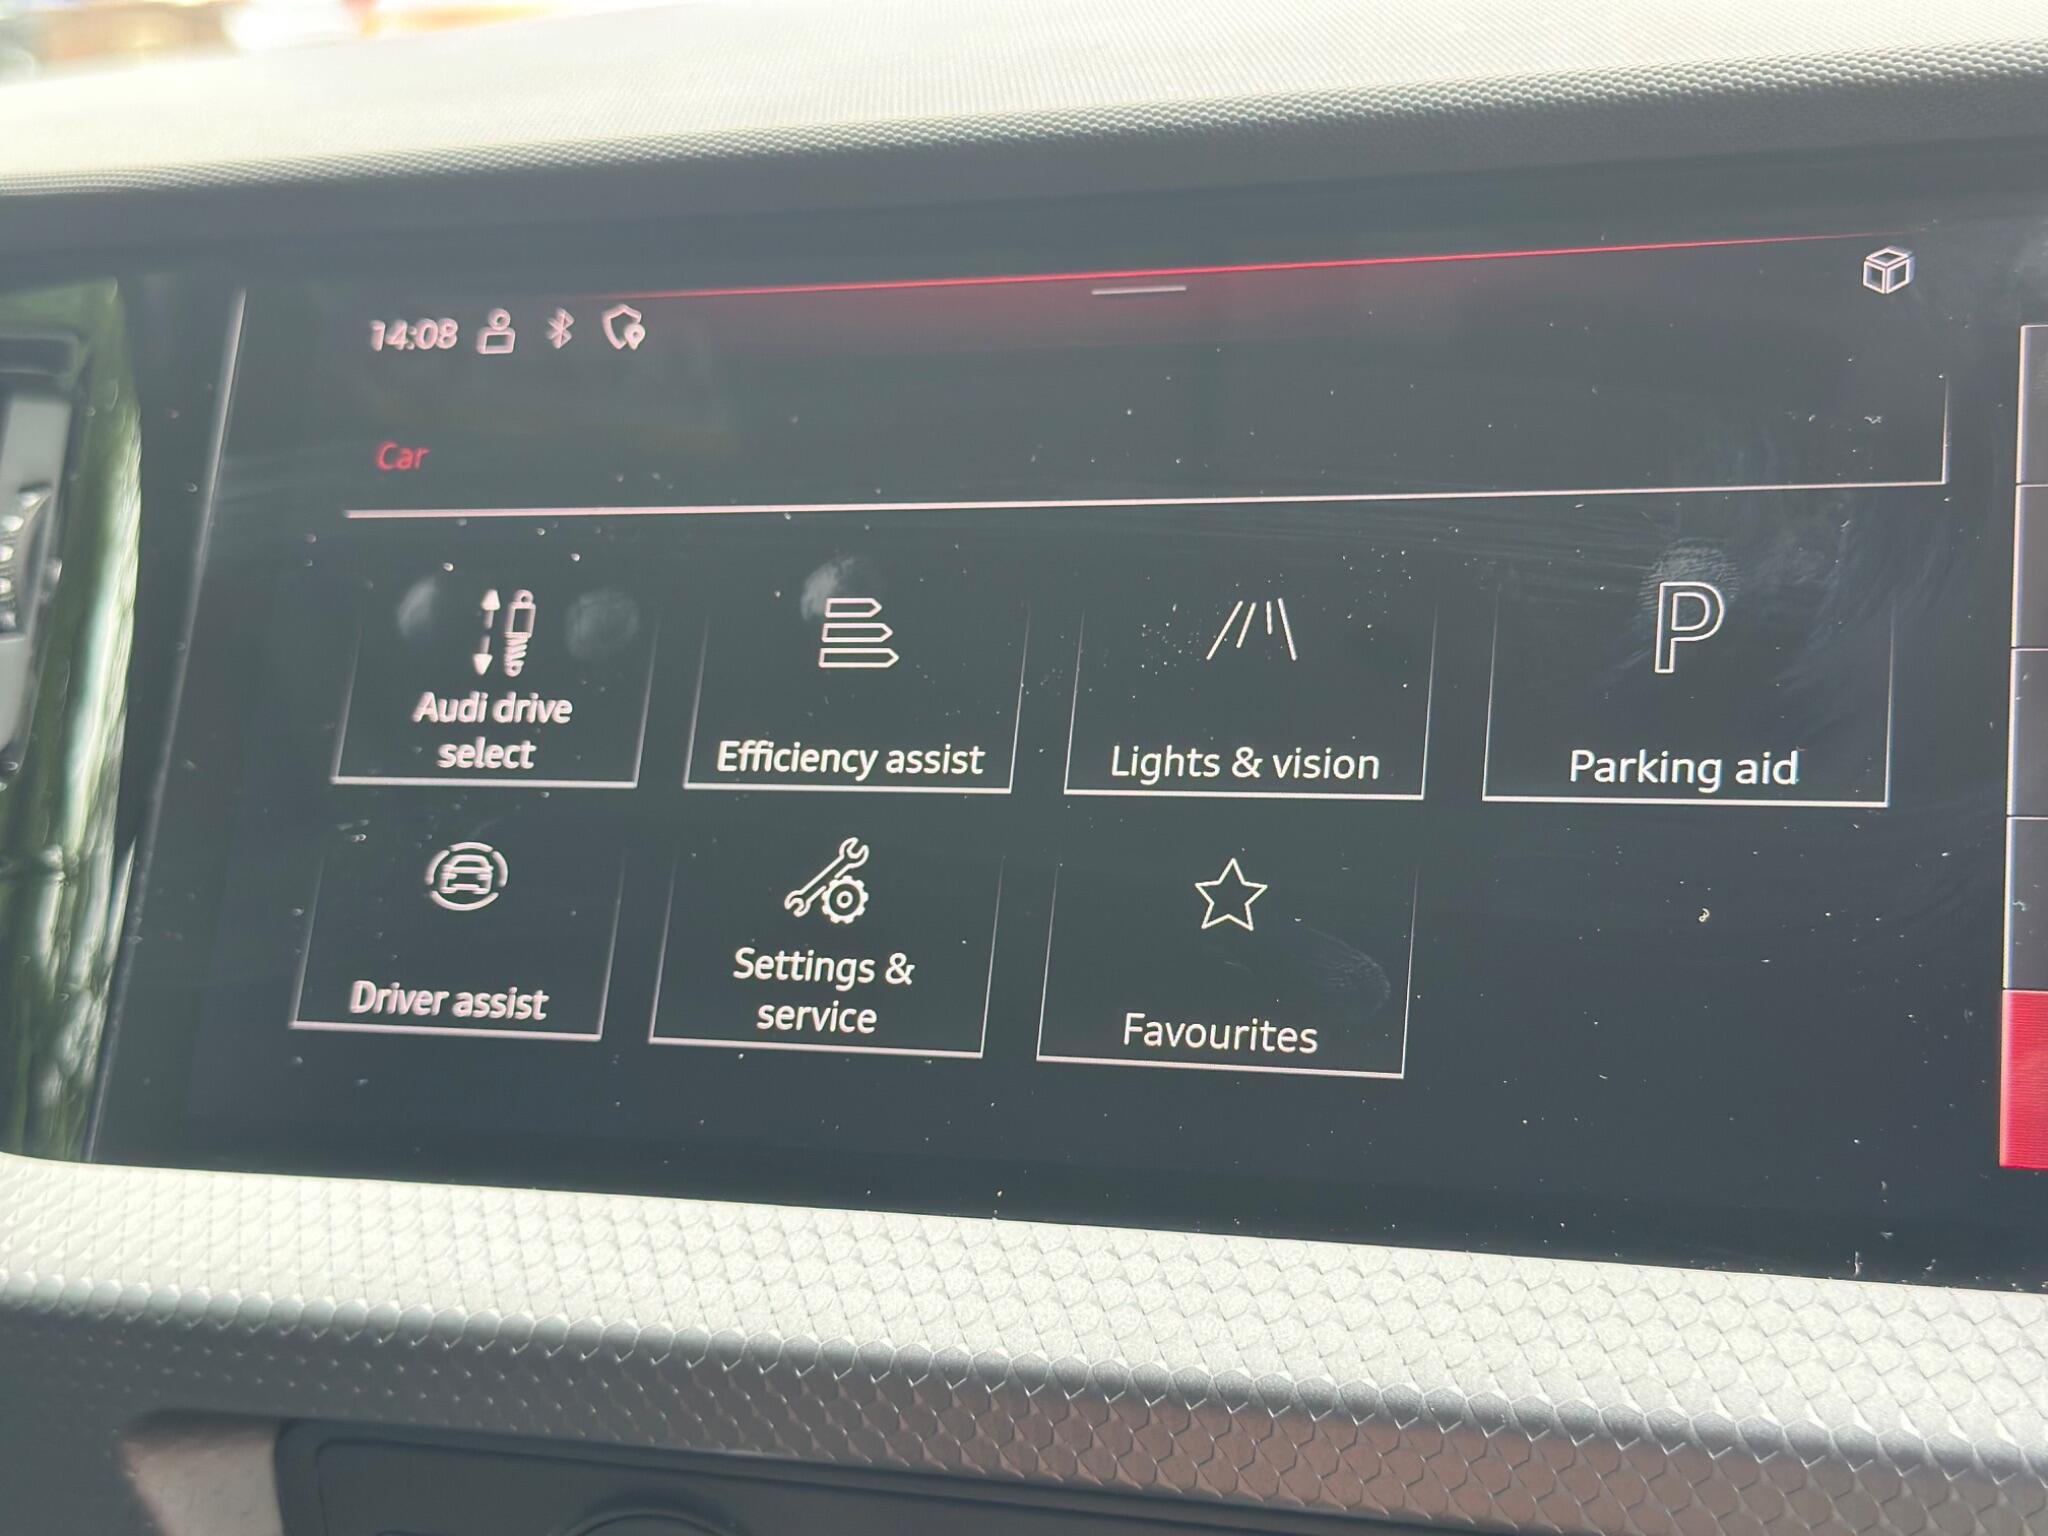 14:08
Car
Audi drive
select
Efficiency assist
Lights & vision
P
Parking aid
Driver assist
Settings &
service
Favourites